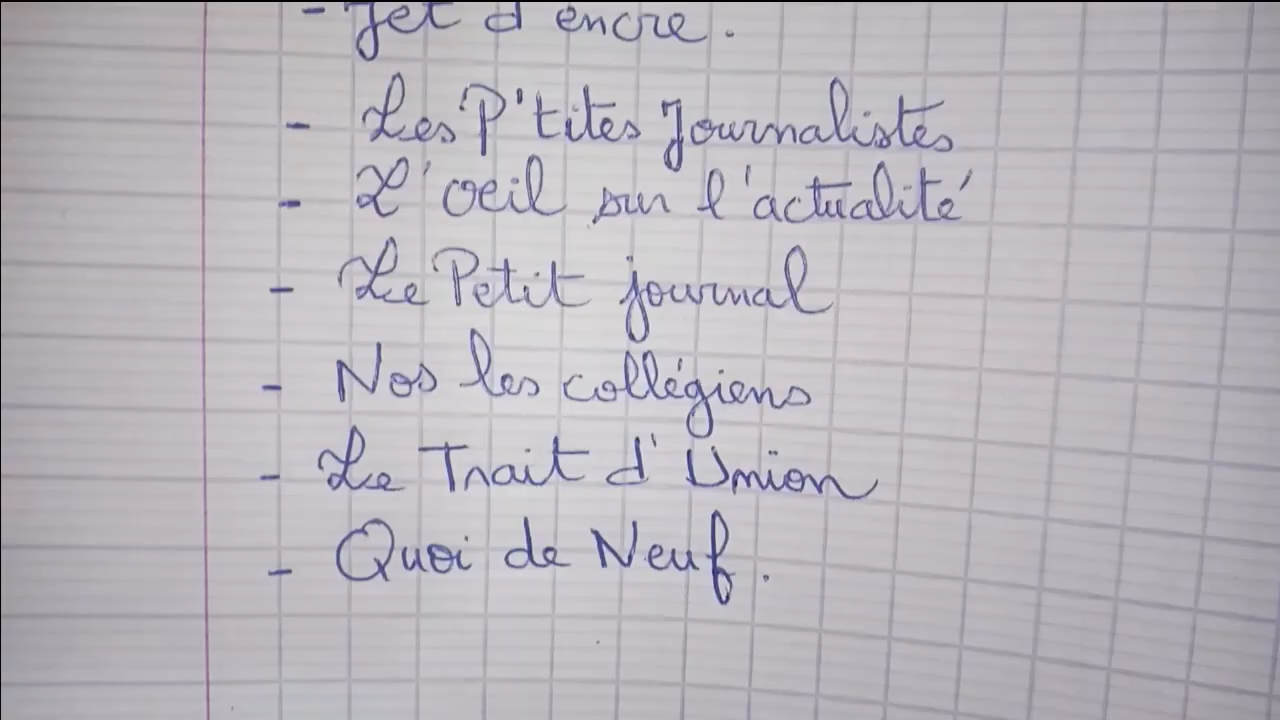 - Jet d'encre.
- Les P'tites Journalistes
- L'oeil sur l'actualité
- Le Petit journal
- Nos les collégiens
- Le Trait d'Union
- Quoi de Neuf.